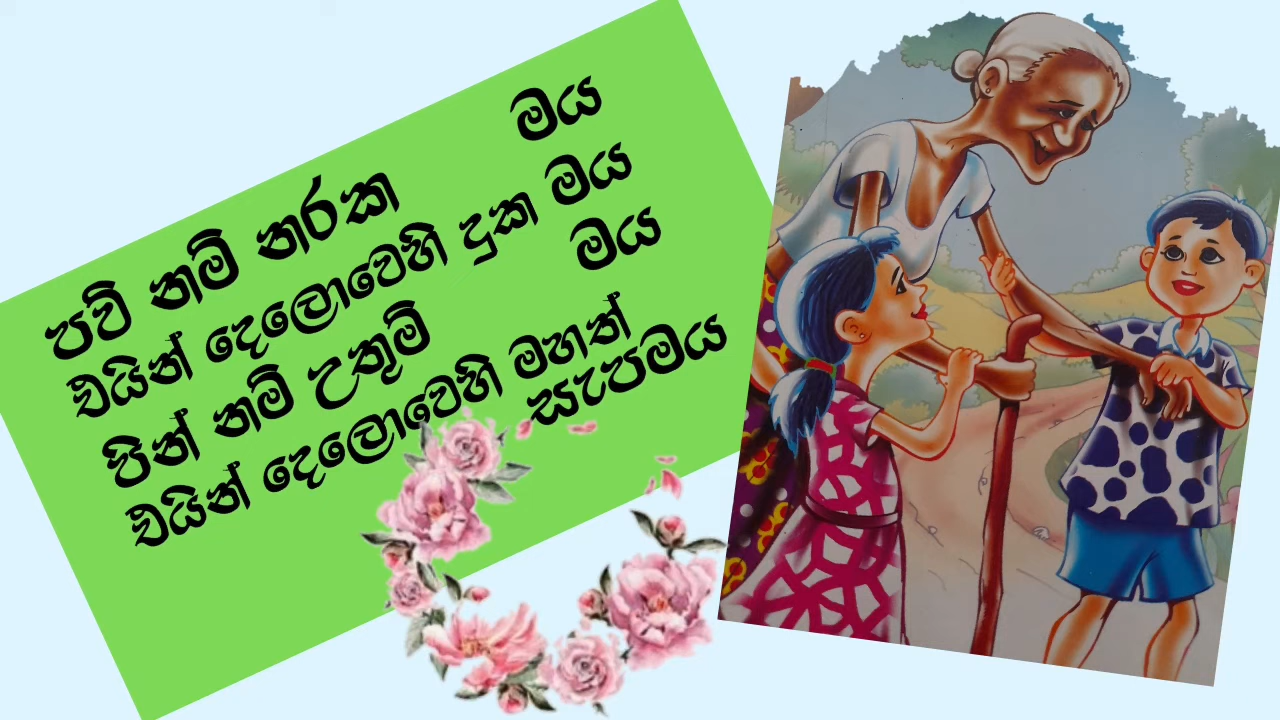 පව් නම් නරක මය
එයින් දෙලොවෙහි දුක මය
පින් නම් උතුම් මය
එයින් දෙලොවෙහි මහත්
සැපමය